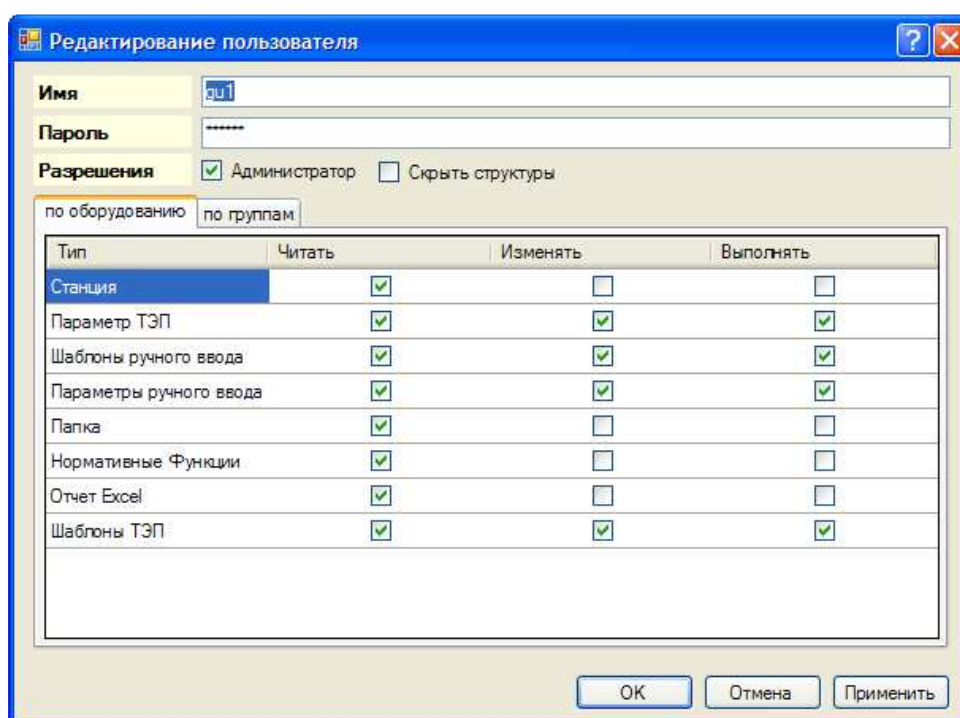 Редактирование пользователя
Имя gu1
Пароль ••••••
Разрешения Администратор Скрыть структуры
по оборудованию по группам
Тип Читать Изменять Выполнять
Станция
Параметр ТЭП
Шаблоны ручного ввода
Параметры ручного ввода
Папка
Нормативные Функции
Отчет Excel
Шаблоны ТЭП
OK Отмена Применить